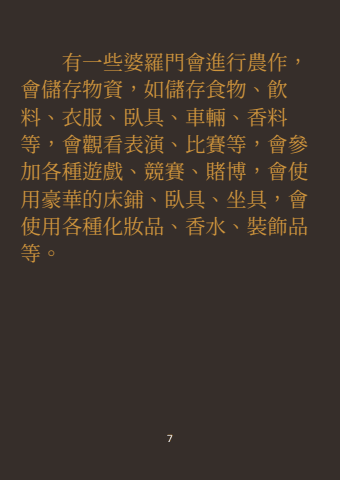 有一些婆羅門會進行農作，
會儲存物資，如儲存食物、飲
料、衣服、臥具、車輛、香料
等，會觀看表演、比賽等，會參
加各種遊戲、競賽、賭博，會使
用豪華的床鋪、臥具、坐具，會
使用各種化妝品、香水、裝飾品
等。
7